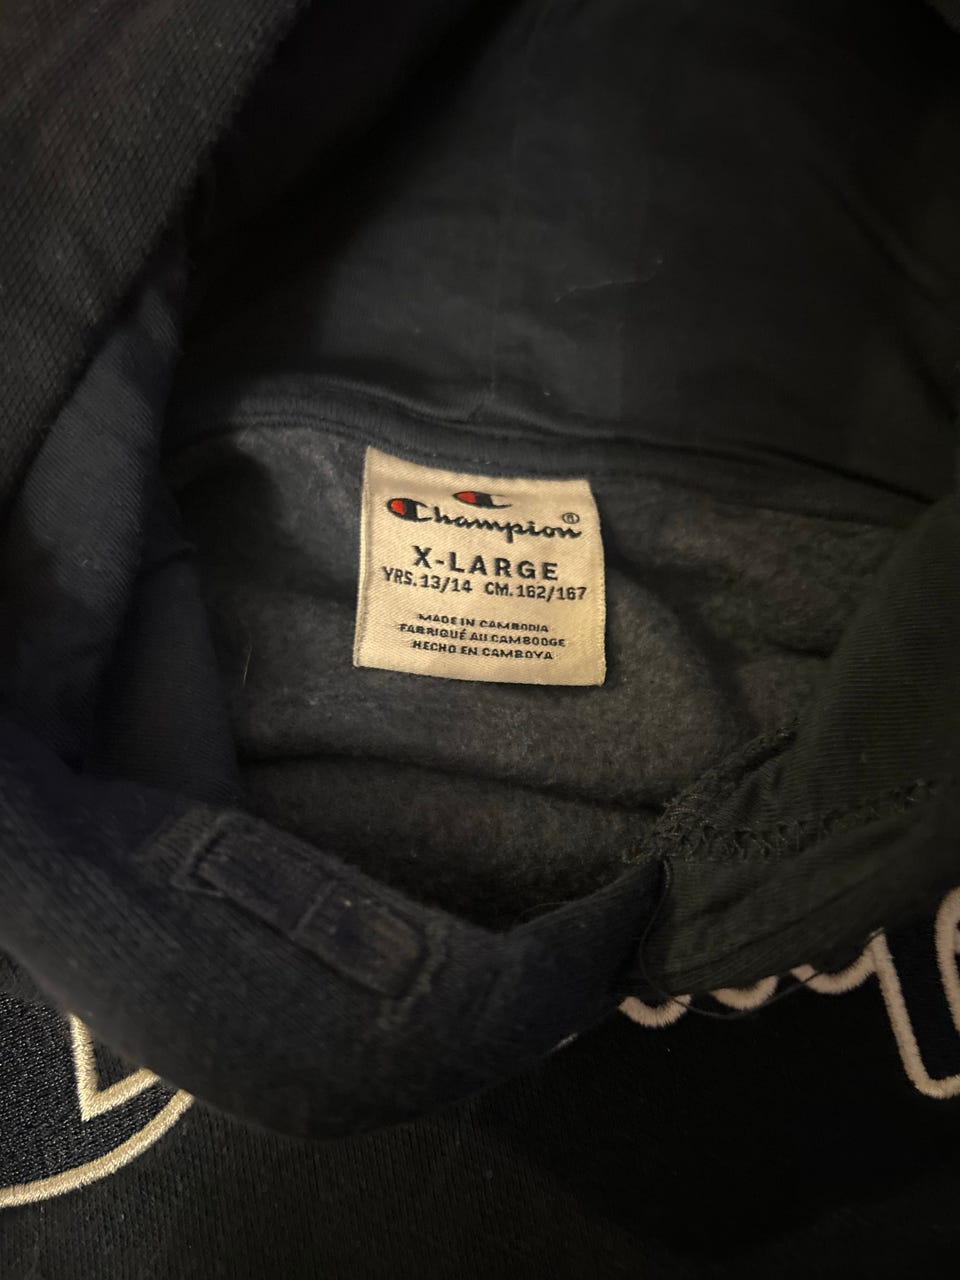 Champion®
X-LARGE
YRS.13/14 CM.162/167
MADE IN CAMBODIA
FABRIQUÉ AU CAMBODGE
HECHO EN CAMBOYA